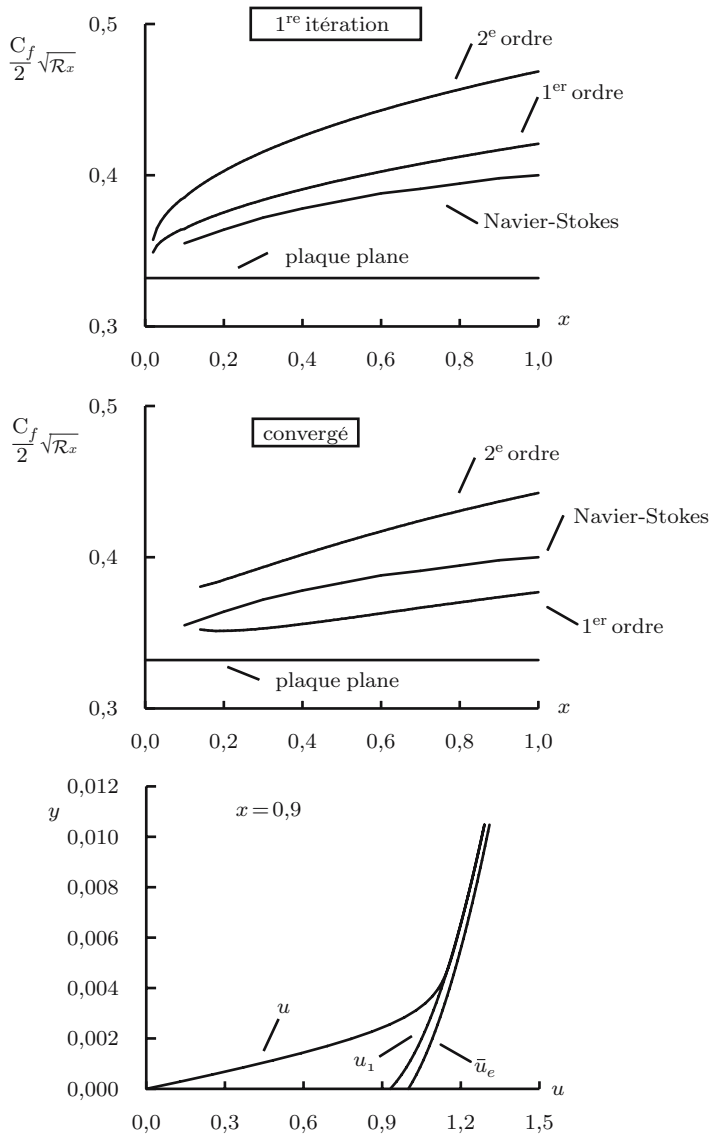 0,5
1re itération
C_f/2 √R_x
2e ordre
1er ordre
0,4
Navier-Stokes
plaque plane
0,3
x
0,0 0,2 0,4 0,6 0,8 1,0
0,5
C_f/2 √R_x
convergé
2e ordre
Navier-Stokes
0,4
1er ordre
plaque plane
0,3
x
0,0 0,2 0,4 0,6 0,8 1,0
0,012
y
x=0,9
0,010
0,008
0,006
0,004
u
0,002
u₁
ū_e
0,000
u
0,0 0,3 0,6 0,9 1,2 1,5